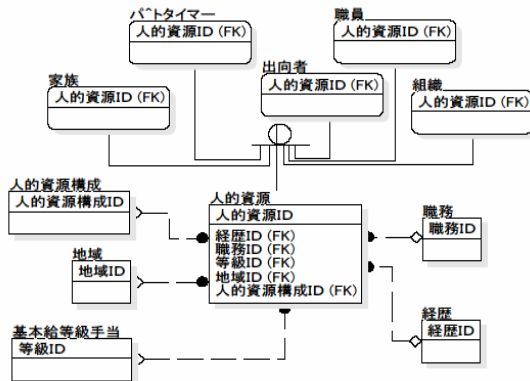 パートタイマー
人的資源ID (FK)
職員
人的資源ID (FK)
家族
人的資源ID (FK)
出向者
人的資源ID (FK)
組織
人的資源ID (FK)
人的資源構成
人的資源構成ID
人的資源
人的資源ID
経歴ID (FK)
職務ID (FK)
等級ID (FK)
地域ID (FK)
人的資源構成ID (FK)
職務
職務ID
地域
地域ID
経歴
経歴ID
基本給等級手当
等級ID